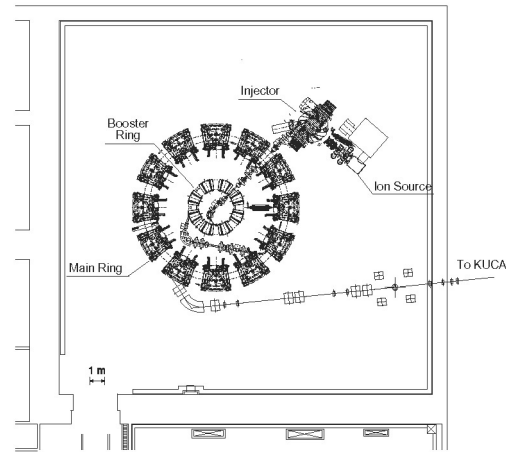 Injector
Booster
Ring
Ion Source
Main Ring
To KUCA
1 m